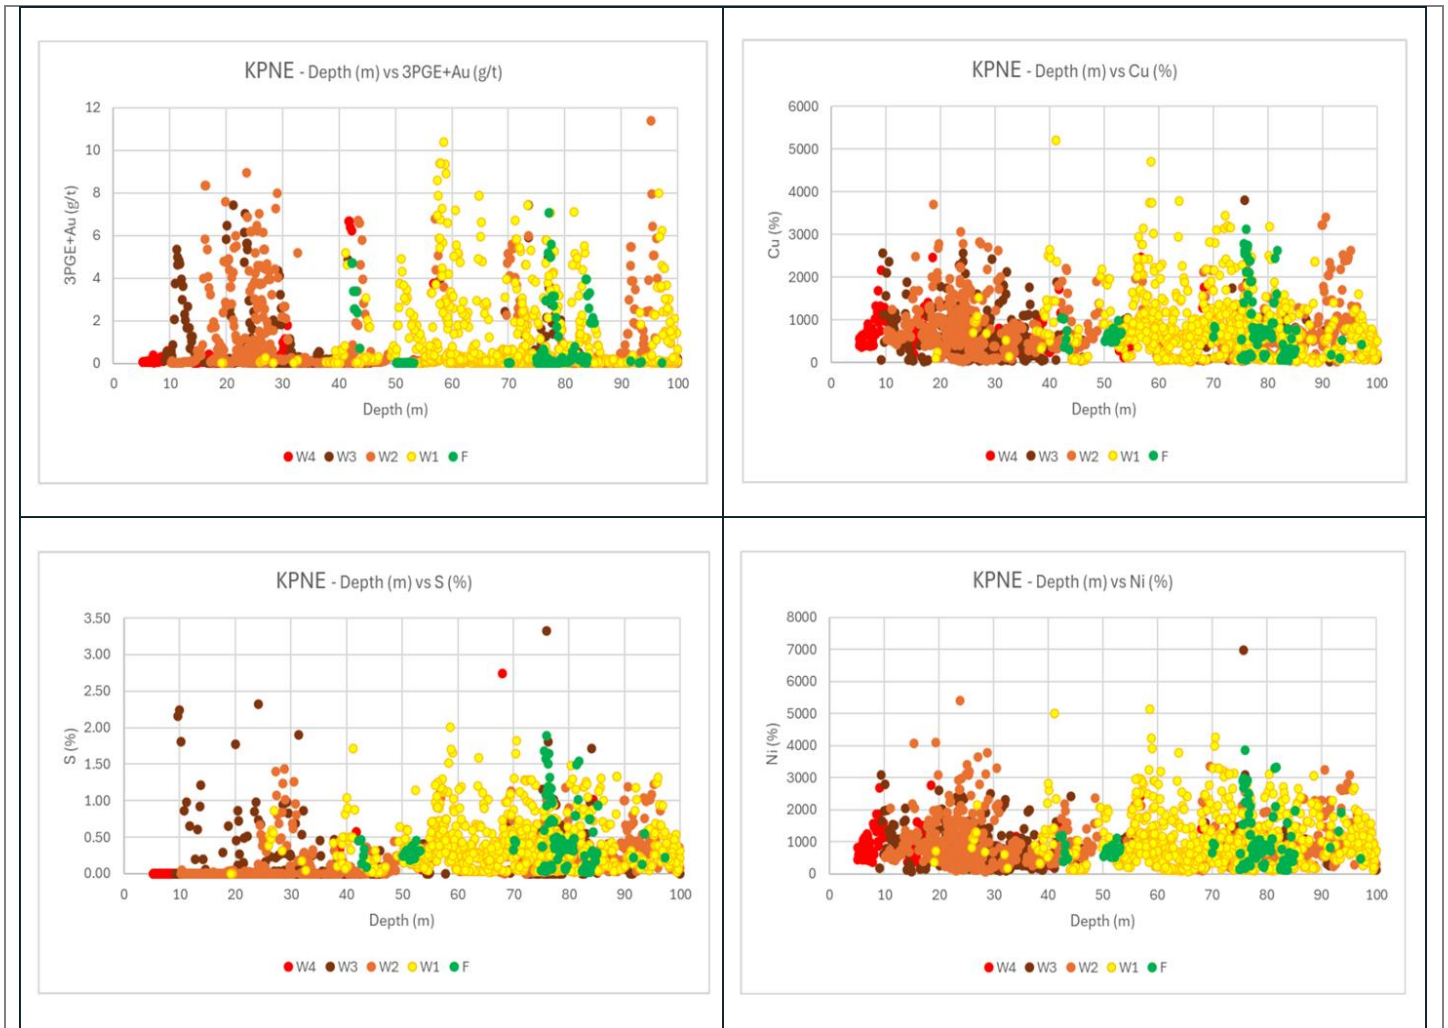 KPNE - Depth (m) vs 3PGE+Au (g/t)
12
10
8
6
4
2
0
3PGE+Au (g/t)
0 10 20 30 40 50 60 70 80 90 100
Depth (m)
W4 W3 W2 W1 F
KPNE - Depth (m) vs Cu (%)
6000
5000
4000
3000
2000
1000
0
Cu (%)
0 10 20 30 40 50 60 70 80 90 100
Depth (m)
W4 W3 W2 W1 F
KPNE - Depth (m) vs S (%)
3.50
3.00
2.50
2.00
1.50
1.00
0.50
0.00
S (%)
0 10 20 30 40 50 60 70 80 90 100
Depth (m)
W4 W3 W2 W1 F
KPNE - Depth (m) vs Ni (%)
8000
7000
6000
5000
4000
3000
2000
1000
0
Ni (%)
0 10 20 30 40 50 60 70 80 90 100
Depth (m)
W4 W3 W2 W1 F